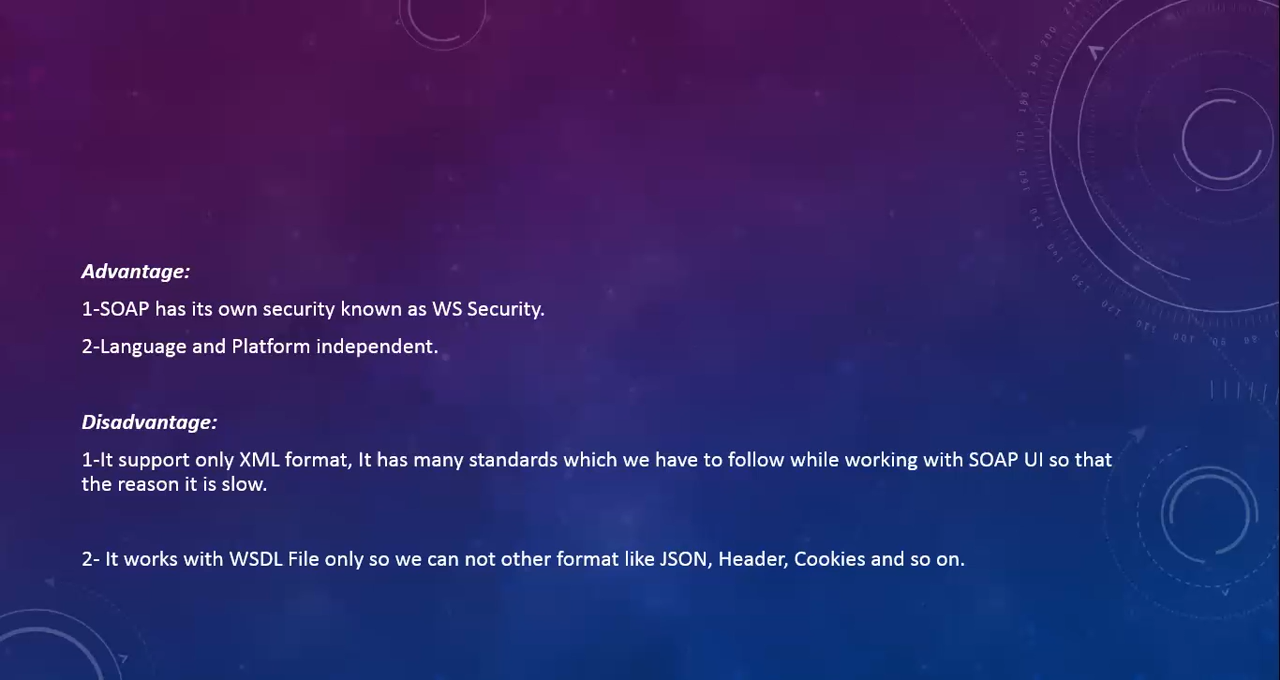 Advantage:
1-SOAP has its own security known as WS Security.
2-Language and Platform independent.
Disadvantage:
1-It support only XML format, It has many standards which we have to follow while working with SOAP UI so that
the reason it is slow.
2- It works with WSDL File only so we can not other format like JSON, Header, Cookies and so on.